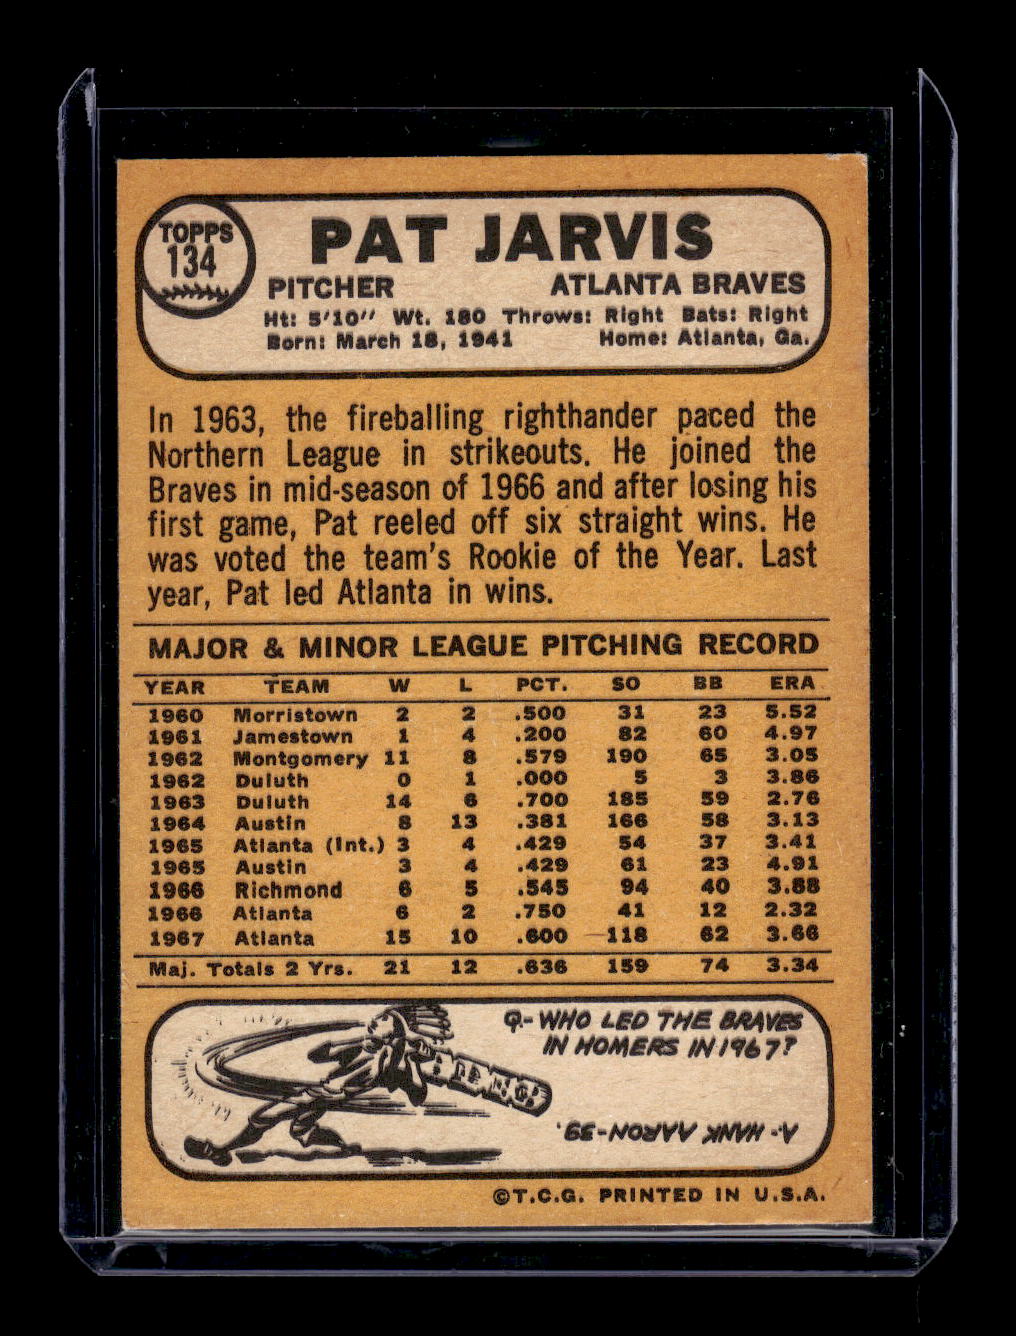 TOPPS
134
PAT JARVIS
PITCHER ATLANTA BRAVES
Ht: 5'10" Wt. 180 Throws: Right Bats: Right
Born: March 18, 1941 Home: Atlanta, Ga.
In 1963, the fireballing righthander paced the
Northern League in strikeouts. He joined the
Braves in mid-season of 1966 and after losing his
first game, Pat reeled off six straight wins. He
was voted the team's Rookie of the Year. Last
year, Pat led Atlanta in wins.
MAJOR & MINOR LEAGUE PITCHING RECORD
YEAR TEAM W L PCT. SO BB ERA
1960 Morristown 2 2 .500 31 23 5.52
1961 Jamestown 1 4 .200 82 60 4.97
1962 Montgomery 11 8 .579 190 65 3.05
1962 Duluth 0 1 .000 5 3 3.86
1963 Duluth 14 6 .700 185 59 2.76
1964 Austin 8 13 .381 166 58 3.13
1965 Atlanta (Int.) 3 4 .429 54 37 3.41
1965 Austin 3 4 .429 61 23 4.91
1966 Richmond 6 5 .545 94 40 3.88
1966 Atlanta 6 2 .750 41 12 2.32
1967 Atlanta 15 10 .600 118 62 3.66
Maj. Totals 2 Yrs. 21 12 .636 159 74 3.34
Q-WHO LED THE BRAVES
IN HOMERS IN 1967?
A-HANK AARON-39.
©T.C.G. PRINTED IN U.S.A.